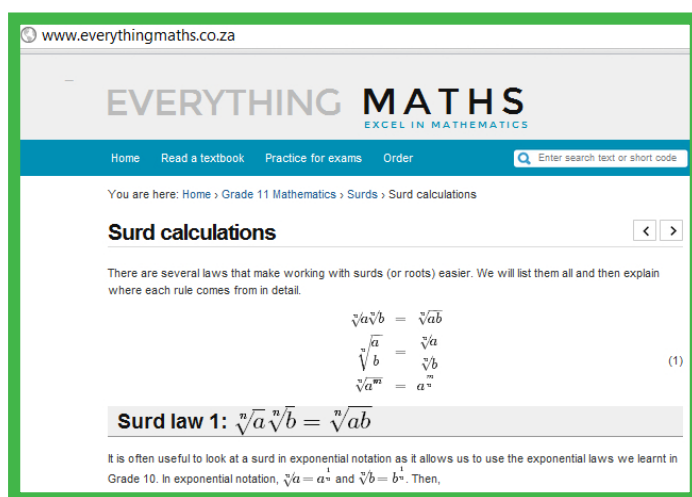 www.everythingmaths.co.za
EVERYTHING MATHS
EXCEL IN MATHEMATICS
Home Read a textbook Practice for exams Order Enter search text or short code
You are here: Home › Grade 11 Mathematics › Surds › Surd calculations
Surd calculations
There are several laws that make working with surds (or roots) easier. We will list them all and then explain
where each rule comes from in detail.
ⁿ√a ⁿ√b = ⁿ√ab
ⁿ√(a/b) = ⁿ√a / ⁿ√b (1)
ⁿ√aᵐ = a^(m/n)
Surd law 1: ⁿ√a ⁿ√b = ⁿ√ab
It is often useful to look at a surd in exponential notation as it allows us to use the exponential laws we learnt in
Grade 10. In exponential notation, ⁿ√a = a^(1/n) and ⁿ√b = b^(1/n). Then,